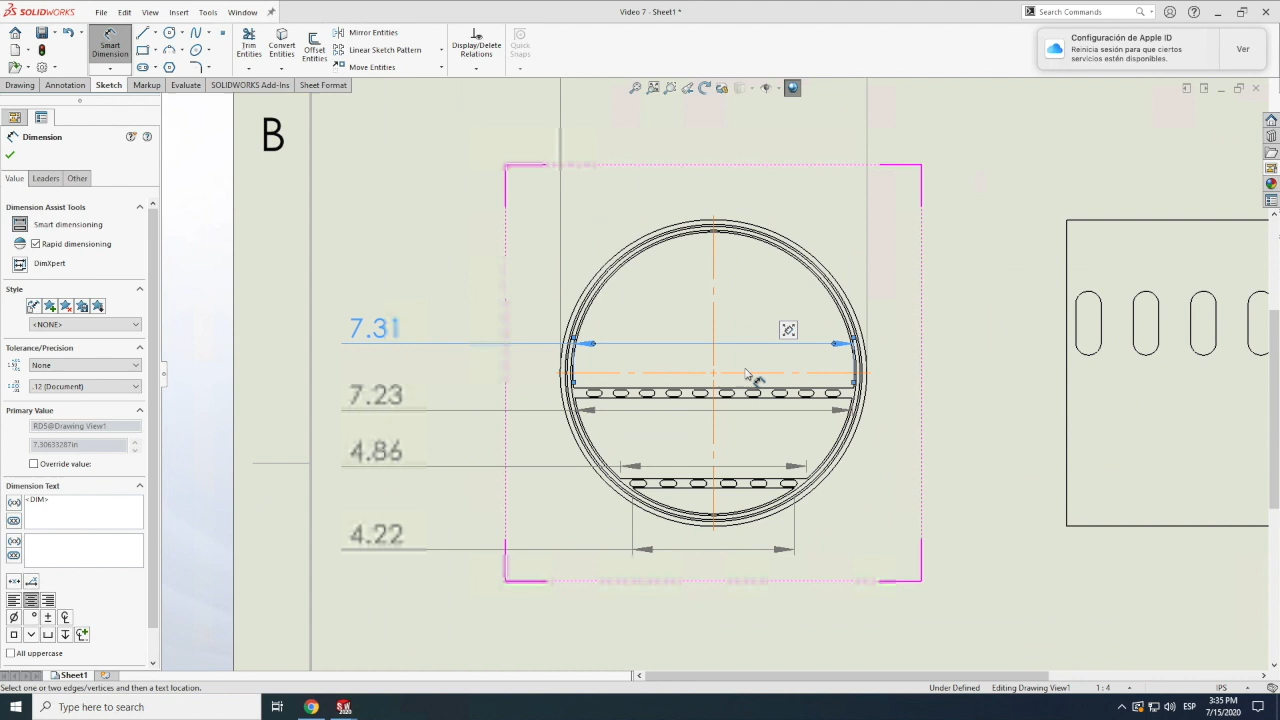 SOLIDWORKS
File Edit View Insert Tools Window
Video 7 - Sheet1 *
Search Commands
Smart Dimension
Trim Entities
Convert Entities
Offset Entities
Mirror Entities
Linear Sketch Pattern
Move Entities
Display/Delete Relations
Quick Snaps
Configuración de Apple ID
Reinicia sesión para que ciertos
servicios estén disponibles.
Ver
Drawing Annotation Sketch Markup Evaluate SOLIDWORKS Add-Ins Sheet Format
Dimension
Value Leaders Other
Dimension Assist Tools
Smart dimensioning
Rapid dimensioning
DimXpert
Style
<NONE>
Tolerance/Precision
None
.12 (Document)
Primary Value
RD5@Drawing View1
7.30633287in
Override value:
Dimension Text
<DIM>
All uppercase
B
7.31
7.23
4.86
4.22
Sheet1
Select one or two edges/vertices and then a text location.
Under Defined
Editing Drawing View1
1 : 4
IPS
Type here to search
2020
ESP
3:35 PM
7/15/2020